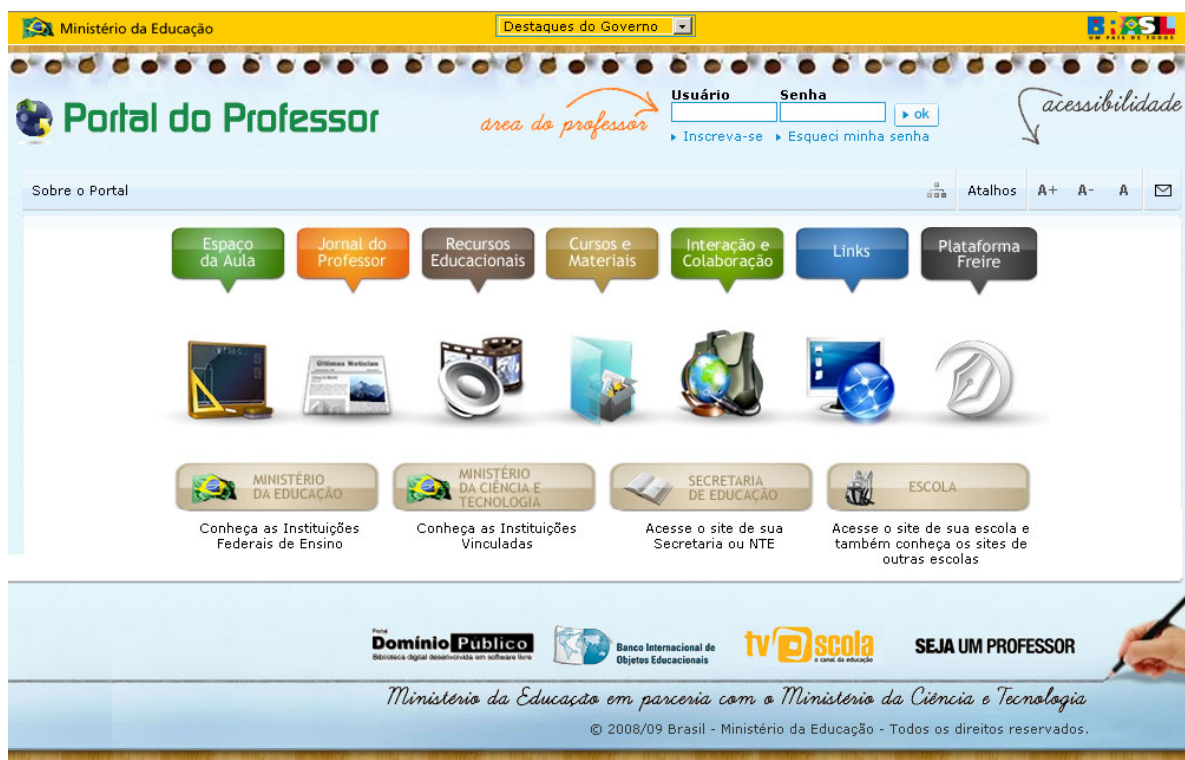 Ministério da Educação
Destaques do Governo
BRASIL
UM PAÍS DE TODOS
Portal do Professor
área do professor
Usuário
Senha
ok
Inscreva-se
Esqueci minha senha
acessibilidade
Sobre o Portal
Atalhos
A+
A-
A
Espaço
da Aula
Jornal do
Professor
Recursos
Educacionais
Cursos e
Materiais
Interação e
Colaboração
Links
Plataforma
Freire
Últimas Notícias
MINISTÉRIO
DA EDUCAÇÃO
MINISTÉRIO
DA CIÊNCIA E
TECNOLOGIA
SECRETARIA
DE EDUCAÇÃO
ESCOLA
Conheça as Instituições
Federais de Ensino
Conheça as Instituições
Vinculadas
Acesse o site de sua
Secretaria ou NTE
Acesse o site de sua escola e
também conheça os sites de
outras escolas
Portal
Domínio Público
Biblioteca digital desenvolvida em software livre
Banco Internacional de
Objetos Educacionais
tv escola
o canal da educação
SEJA UM PROFESSOR
Ministério da Educação em parceria com o Ministério da Ciência e Tecnologia
© 2008/09 Brasil - Ministério da Educação - Todos os direitos reservados.